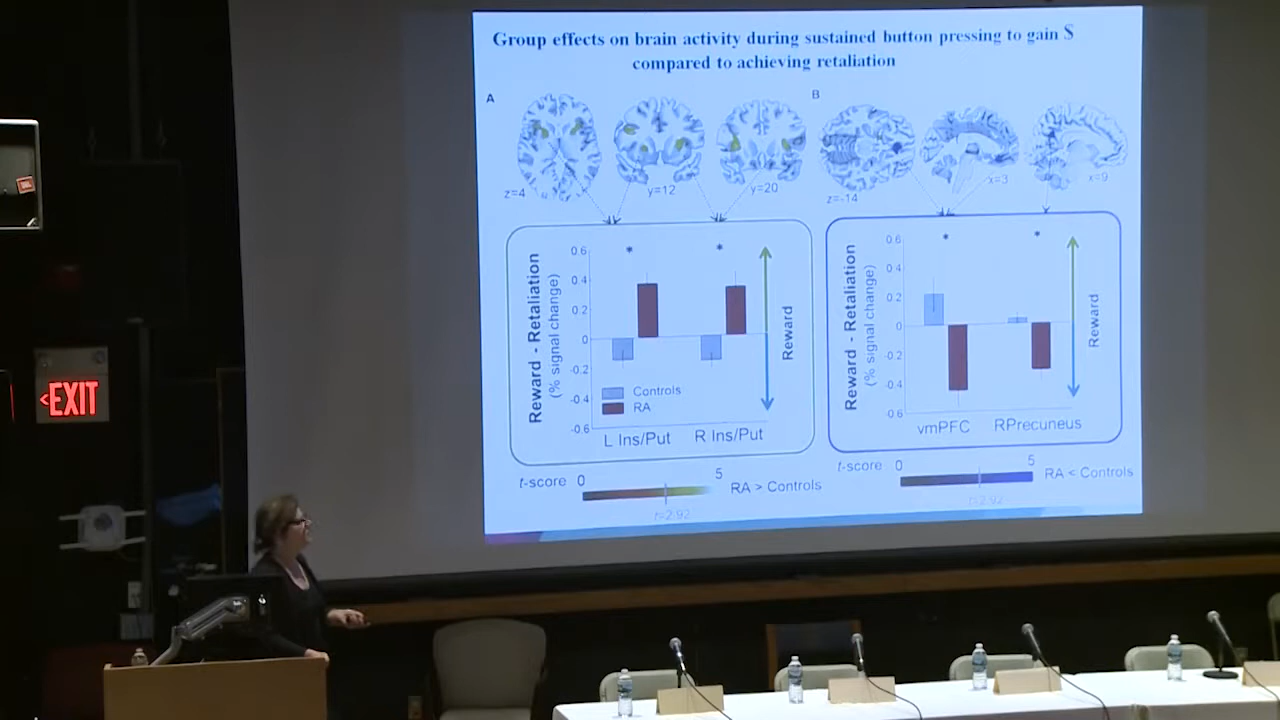 Group effects on brain activity during sustained button pressing to gain $
compared to achieving retaliation
A
B
z=4
y=12
y=20
z=-14
x=3
x=9
Reward - Retaliation
(% signal change)
0.6
0.4
0.2
0
-0.2
-0.4
-0.6
*
*
Controls
RA
L Ins/Put
R Ins/Put
Reward
Reward - Retaliation
(% signal change)
0.6
0.4
0.2
0
-0.2
-0.4
-0.6
*
*
vmPFC
RPrecuneus
Reward
t-score
0
5
RA > Controls
t=2.92
t-score
0
5
RA < Controls
t=2.92
<EXIT